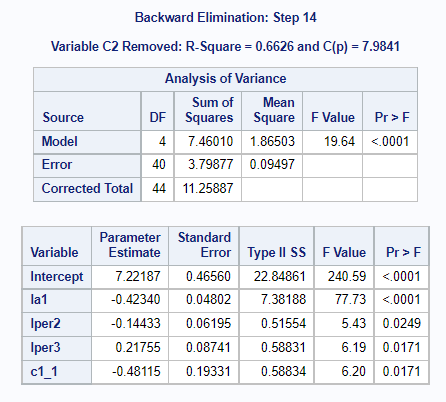 Backward Elimination: Step 14
Variable C2 Removed: R-Square = 0.6626 and C(p) = 7.9841
Analysis of Variance
Source DF Sum of Squares Mean Square F Value Pr > F
Model 4 7.46010 1.86503 19.64 <.0001
Error 40 3.79877 0.09497
Corrected Total 44 11.25887
Variable Parameter Estimate Standard Error Type II SS F Value Pr > F
Intercept 7.22187 0.46560 22.84861 240.59 <.0001
la1 -0.42340 0.04802 7.38188 77.73 <.0001
lper2 -0.14433 0.06195 0.51554 5.43 0.0249
lper3 0.21755 0.08741 0.58831 6.19 0.0171
c1_1 -0.48115 0.19331 0.58834 6.20 0.0171